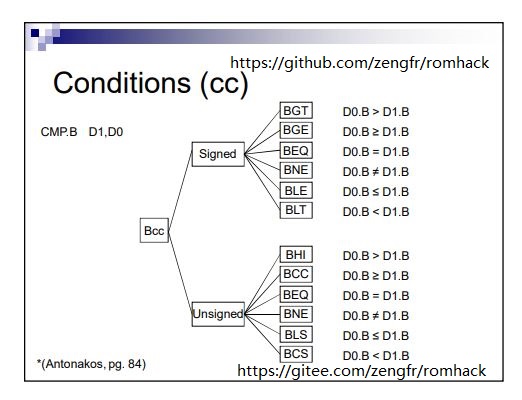 https://github.com/zengfr/romhack
Conditions (cc)
CMP.B D1,D0
Bcc
Signed
BGT D0.B > D1.B
BGE D0.B ≥ D1.B
BEQ D0.B = D1.B
BNE D0.B ≠ D1.B
BLE D0.B ≤ D1.B
BLT D0.B < D1.B
Unsigned
BHI D0.B > D1.B
BCC D0.B ≥ D1.B
BEQ D0.B = D1.B
BNE D0.B ≠ D1.B
BLS D0.B ≤ D1.B
BCS D0.B < D1.B
*(Antonakos, pg. 84)
https://gitee.com/zengfr/romhack